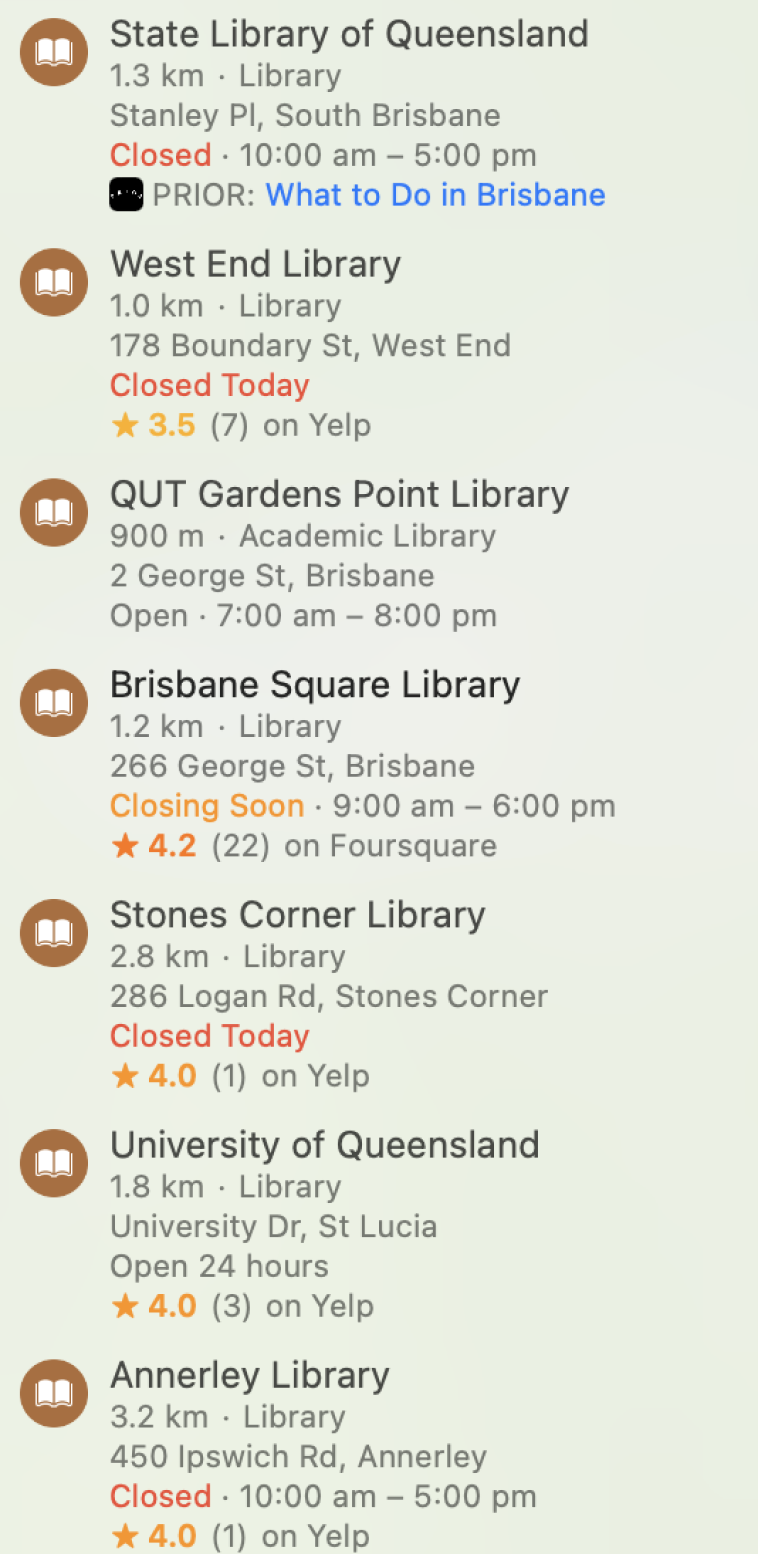 State Library of Queensland
1.3 km · Library
Stanley Pl, South Brisbane
Closed · 10:00 am – 5:00 pm
PRIOR: What to Do in Brisbane
West End Library
1.0 km · Library
178 Boundary St, West End
Closed Today
★ 3.5 (7) on Yelp
QUT Gardens Point Library
900 m · Academic Library
2 George St, Brisbane
Open · 7:00 am – 8:00 pm
Brisbane Square Library
1.2 km · Library
266 George St, Brisbane
Closing Soon · 9:00 am – 6:00 pm
★ 4.2 (22) on Foursquare
Stones Corner Library
2.8 km · Library
286 Logan Rd, Stones Corner
Closed Today
★ 4.0 (1) on Yelp
University of Queensland
1.8 km · Library
University Dr, St Lucia
Open 24 hours
★ 4.0 (3) on Yelp
Annerley Library
3.2 km · Library
450 Ipswich Rd, Annerley
Closed · 10:00 am – 5:00 pm
★ 4.0 (1) on Yelp